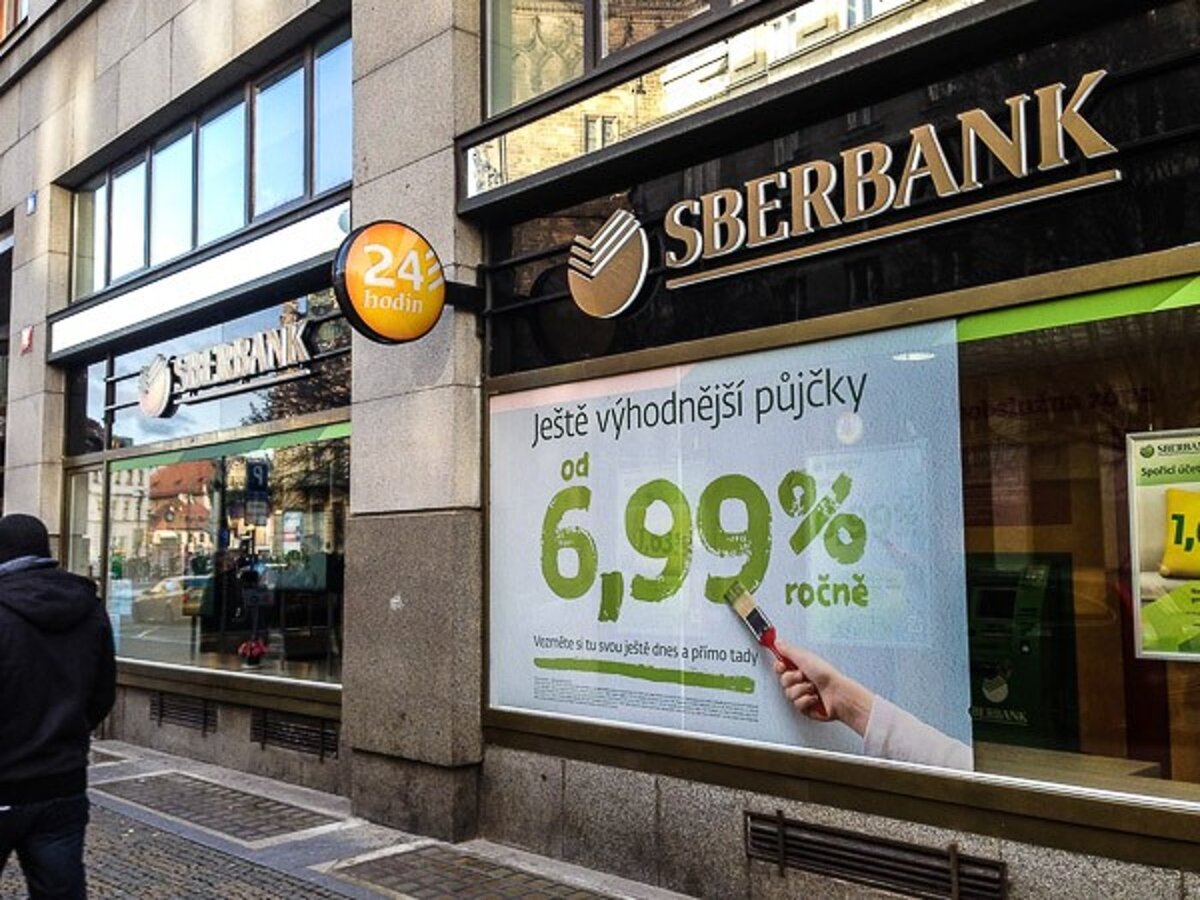 SBERBANK
24
hodin
SBERBANK
Ještě výhodnější půjčky
od
6,99%
ročně
Vezměte si tu svou ještě dnes a přímo tady
SBERBANK
Spořicí
P
SBERBANK